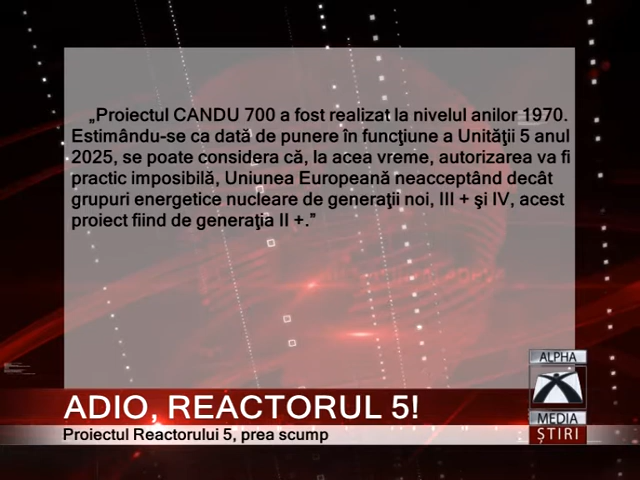 „Proiectul CANDU 700 a fost realizat la nivelul anilor 1970.
Estimându-se ca dată de punere în funcţiune a Unităţii 5 anul
2025, se poate considera că, la acea vreme, autorizarea va fi
practic imposibilă, Uniunea Europeană neacceptând decât
grupuri energetice nucleare de generaţii noi, III + şi IV, acest
proiect fiind de generaţia II +.”
ALPHA
MEDIA
ŞTIRI
ADIO, REACTORUL 5!
Proiectul Reactorului 5, prea scump